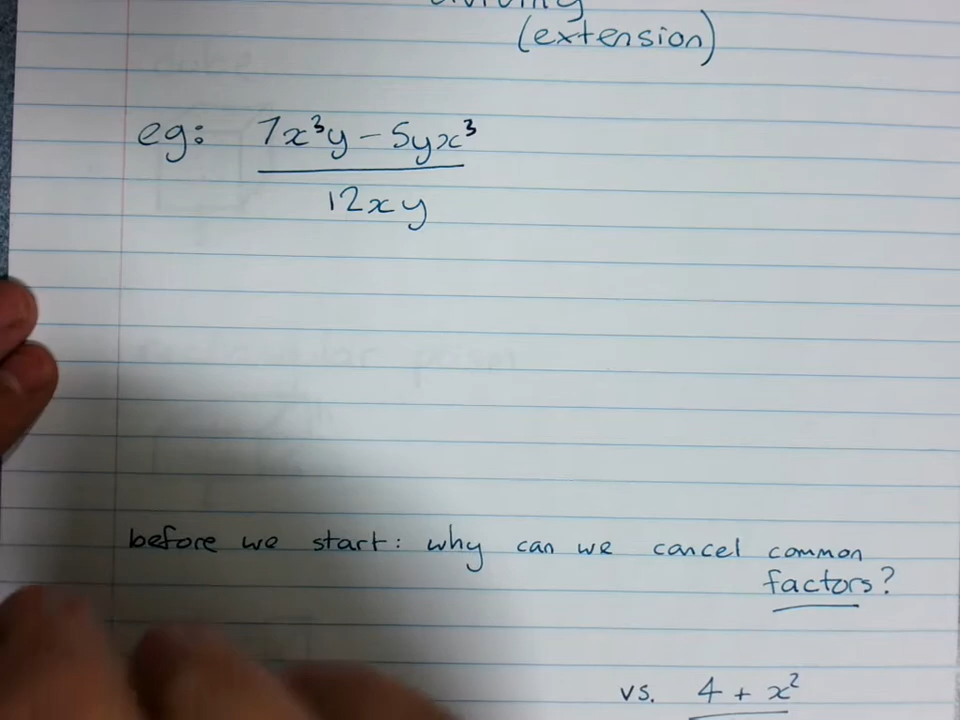 (extension)
eg: 7x³y – 5yx³
12xy
before we start: why can we cancel common
factors?
vs. 4 + x²